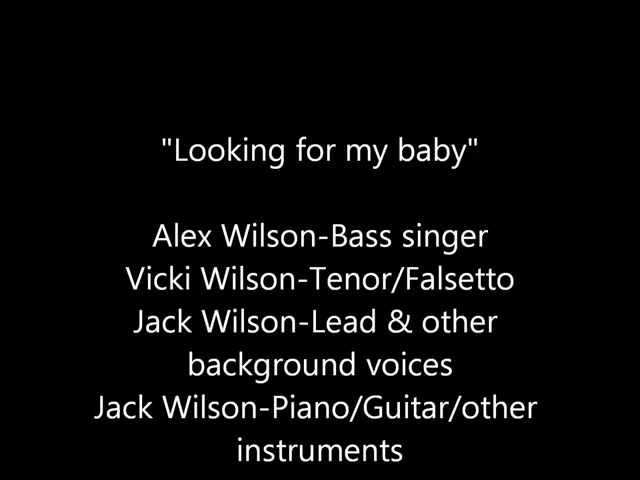 "Looking for my baby"
Alex Wilson-Bass singer
Vicki Wilson-Tenor/Falsetto
Jack Wilson-Lead & other
background voices
Jack Wilson-Piano/Guitar/other
instruments